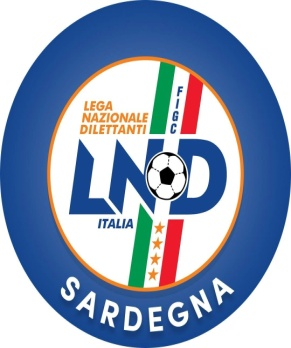 LEGA
NAZIONALE
DILETTANTI
FIGC
LND
ITALIA
SARDEGNA